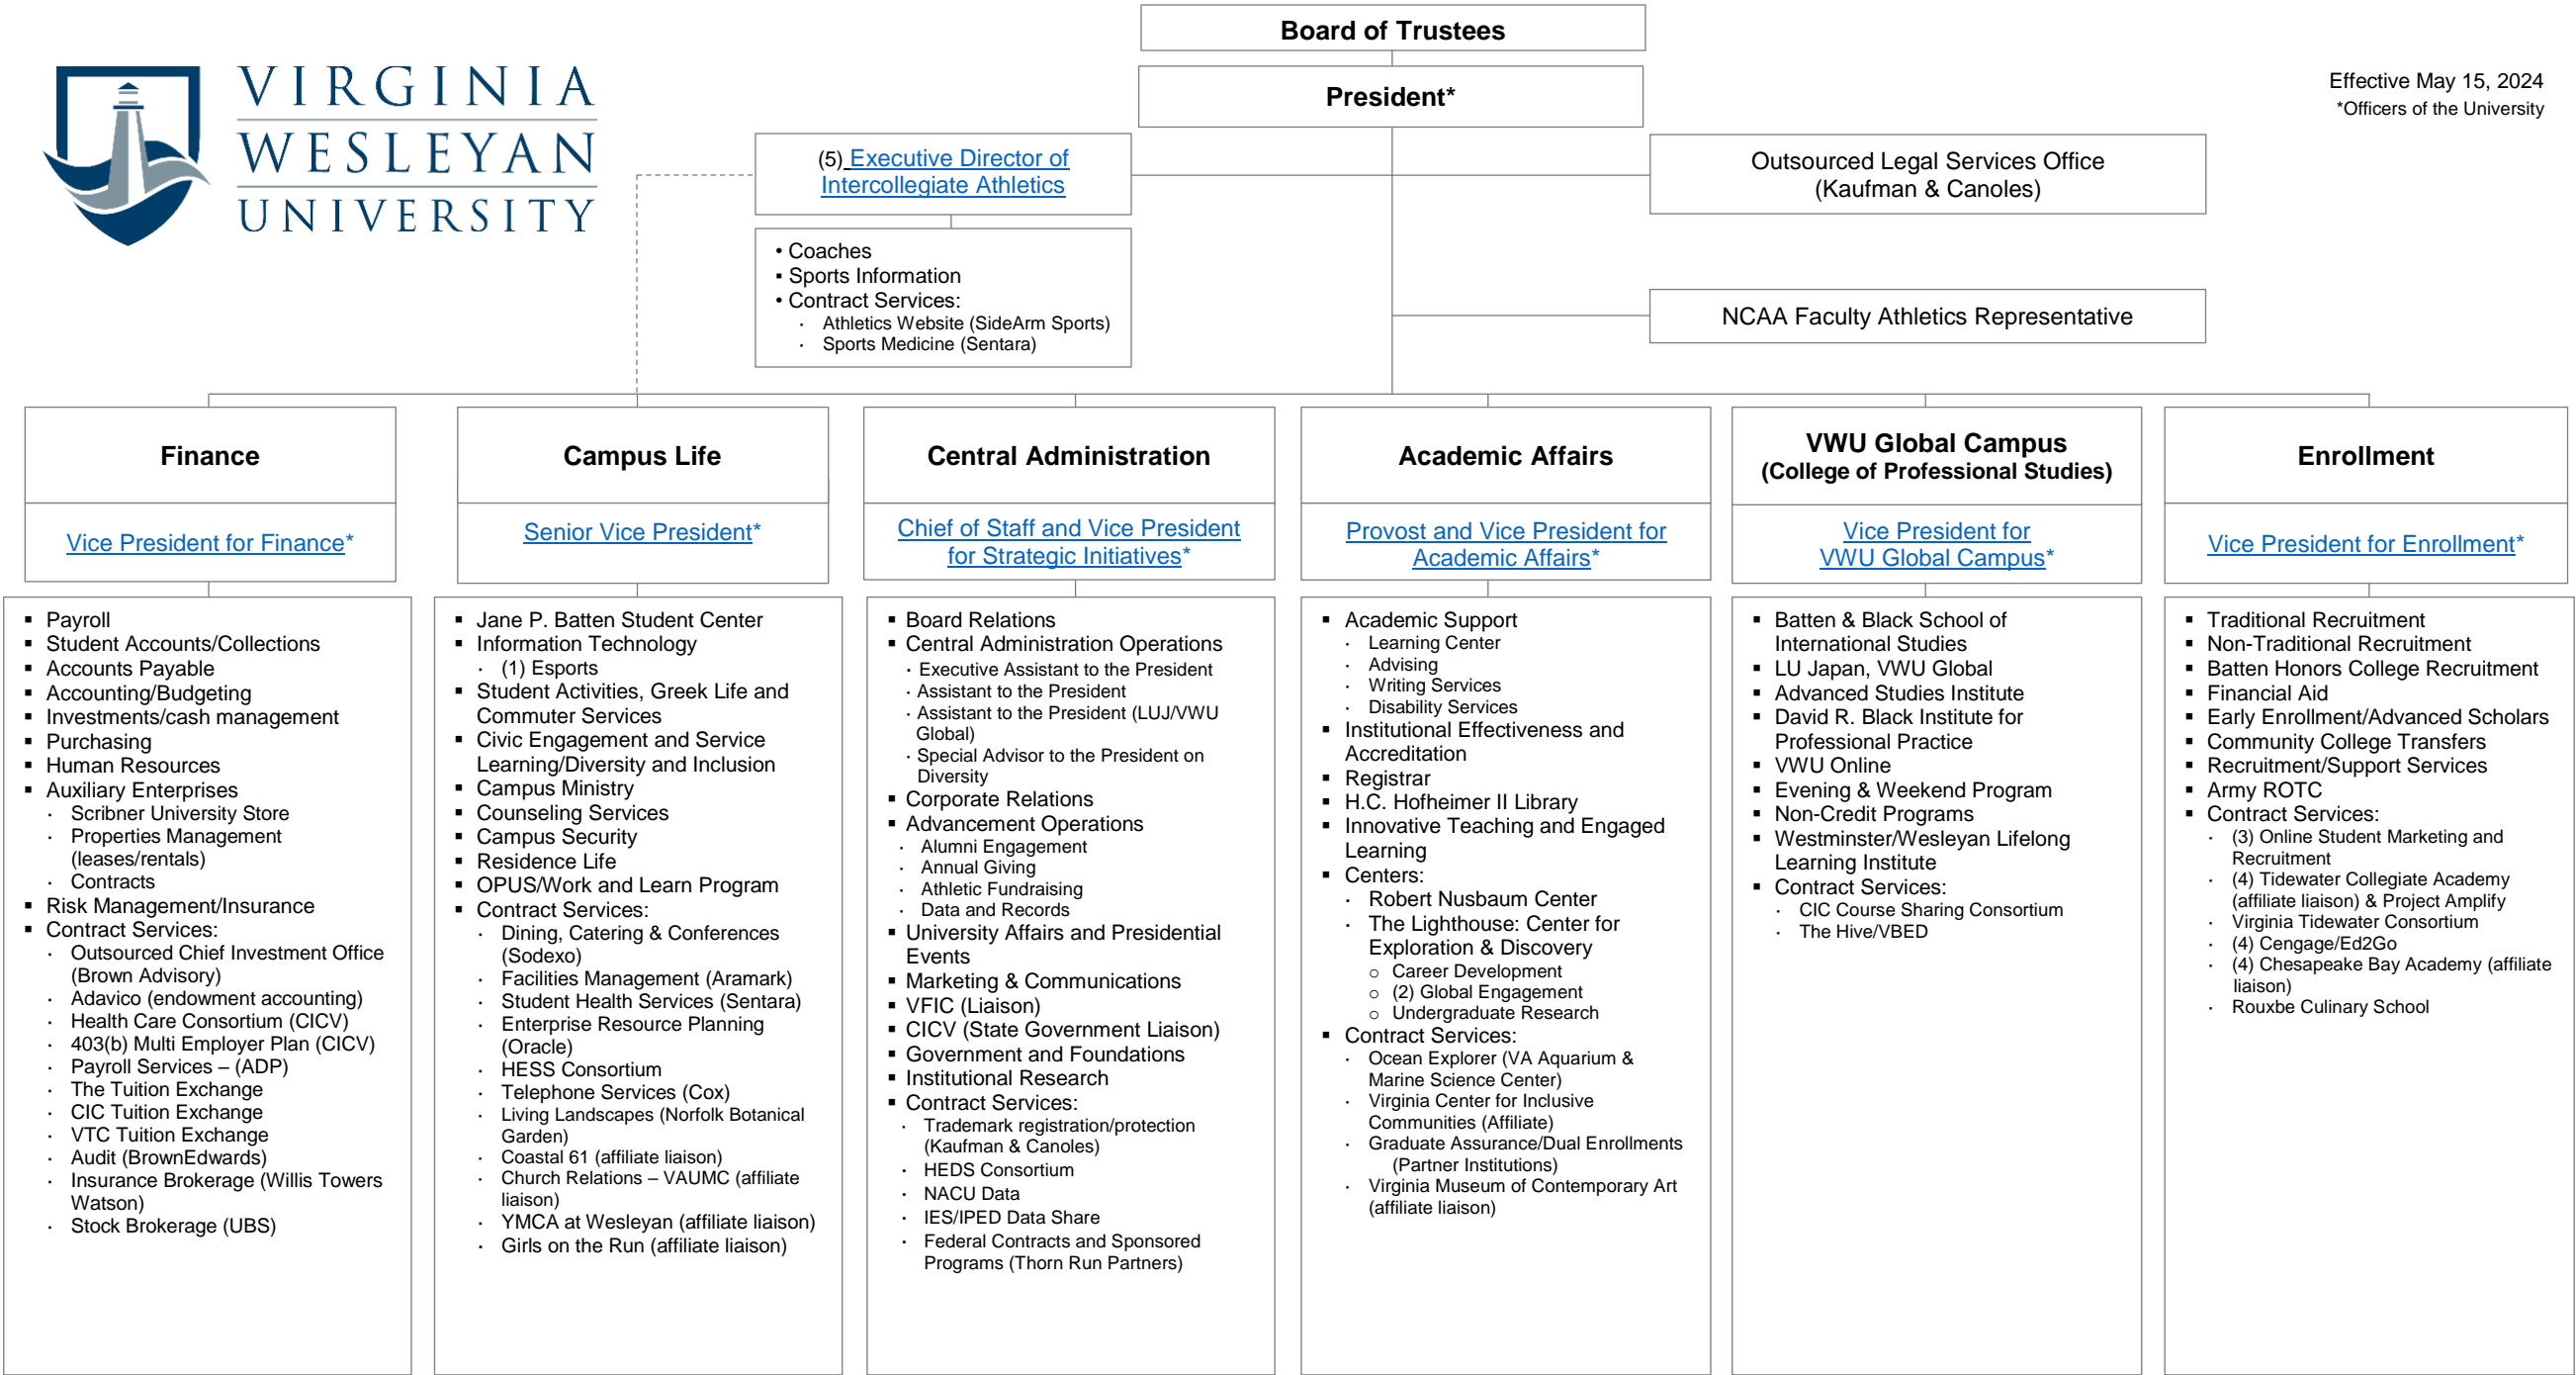 Board of Trustees
President*
Effective May 15, 2024
*Officers of the University
VIRGINIA
WESLEYAN
UNIVERSITY
(5) Executive Director of
Intercollegiate Athletics
Outsourced Legal Services Office
(Kaufman & Canoles)
• Coaches
▪ Sports Information
• Contract Services:
· Athletics Website (SideArm Sports)
· Sports Medicine (Sentara)
NCAA Faculty Athletics Representative
Finance
Vice President for Finance*
▪ Payroll
▪ Student Accounts/Collections
▪ Accounts Payable
▪ Accounting/Budgeting
▪ Investments/cash management
▪ Purchasing
▪ Human Resources
▪ Auxiliary Enterprises
· Scribner University Store
· Properties Management
(leases/rentals)
· Contracts
▪ Risk Management/Insurance
▪ Contract Services:
· Outsourced Chief Investment Office
(Brown Advisory)
· Adavico (endowment accounting)
· Health Care Consortium (CICV)
· 403(b) Multi Employer Plan (CICV)
· Payroll Services – (ADP)
· The Tuition Exchange
· CIC Tuition Exchange
· VTC Tuition Exchange
· Audit (BrownEdwards)
· Insurance Brokerage (Willis Towers
Watson)
· Stock Brokerage (UBS)
Campus Life
Senior Vice President*
▪ Jane P. Batten Student Center
▪ Information Technology
· (1) Esports
▪ Student Activities, Greek Life and
Commuter Services
▪ Civic Engagement and Service
Learning/Diversity and Inclusion
▪ Campus Ministry
▪ Counseling Services
▪ Campus Security
▪ Residence Life
▪ OPUS/Work and Learn Program
▪ Contract Services:
· Dining, Catering & Conferences
(Sodexo)
· Facilities Management (Aramark)
· Student Health Services (Sentara)
· Enterprise Resource Planning
(Oracle)
· HESS Consortium
· Telephone Services (Cox)
· Living Landscapes (Norfolk Botanical
Garden)
· Coastal 61 (affiliate liaison)
· Church Relations – VAUMC (affiliate
liaison)
· YMCA at Wesleyan (affiliate liaison)
· Girls on the Run (affiliate liaison)
Central Administration
Chief of Staff and Vice President
for Strategic Initiatives*
▪ Board Relations
▪ Central Administration Operations
· Executive Assistant to the President
· Assistant to the President
· Assistant to the President (LUJ/VWU
Global)
· Special Advisor to the President on
Diversity
▪ Corporate Relations
▪ Advancement Operations
· Alumni Engagement
· Annual Giving
· Athletic Fundraising
· Data and Records
▪ University Affairs and Presidential
Events
▪ Marketing & Communications
▪ VFIC (Liaison)
▪ CICV (State Government Liaison)
▪ Government and Foundations
▪ Institutional Research
▪ Contract Services:
· Trademark registration/protection
(Kaufman & Canoles)
· HEDS Consortium
· NACU Data
· IES/IPED Data Share
· Federal Contracts and Sponsored
Programs (Thorn Run Partners)
Academic Affairs
Provost and Vice President for
Academic Affairs*
▪ Academic Support
· Learning Center
· Advising
· Writing Services
· Disability Services
▪ Institutional Effectiveness and
Accreditation
▪ Registrar
▪ H.C. Hofheimer II Library
▪ Innovative Teaching and Engaged
Learning
▪ Centers:
· Robert Nusbaum Center
· The Lighthouse: Center for
Exploration & Discovery
o Career Development
o (2) Global Engagement
o Undergraduate Research
▪ Contract Services:
· Ocean Explorer (VA Aquarium &
Marine Science Center)
· Virginia Center for Inclusive
Communities (Affiliate)
· Graduate Assurance/Dual Enrollments
(Partner Institutions)
· Virginia Museum of Contemporary Art
(affiliate liaison)
VWU Global Campus
(College of Professional Studies)
Vice President for
VWU Global Campus*
▪ Batten & Black School of
International Studies
▪ LU Japan, VWU Global
▪ Advanced Studies Institute
▪ David R. Black Institute for
Professional Practice
▪ VWU Online
▪ Evening & Weekend Program
▪ Non-Credit Programs
▪ Westminster/Wesleyan Lifelong
Learning Institute
▪ Contract Services:
· CIC Course Sharing Consortium
· The Hive/VBED
Enrollment
Vice President for Enrollment*
▪ Traditional Recruitment
▪ Non-Traditional Recruitment
▪ Batten Honors College Recruitment
▪ Financial Aid
▪ Early Enrollment/Advanced Scholars
▪ Community College Transfers
▪ Recruitment/Support Services
▪ Army ROTC
▪ Contract Services:
· (3) Online Student Marketing and
Recruitment
· (4) Tidewater Collegiate Academy
(affiliate liaison) & Project Amplify
· Virginia Tidewater Consortium
· (4) Cengage/Ed2Go
· (4) Chesapeake Bay Academy (affiliate
liaison)
· Rouxbe Culinary School